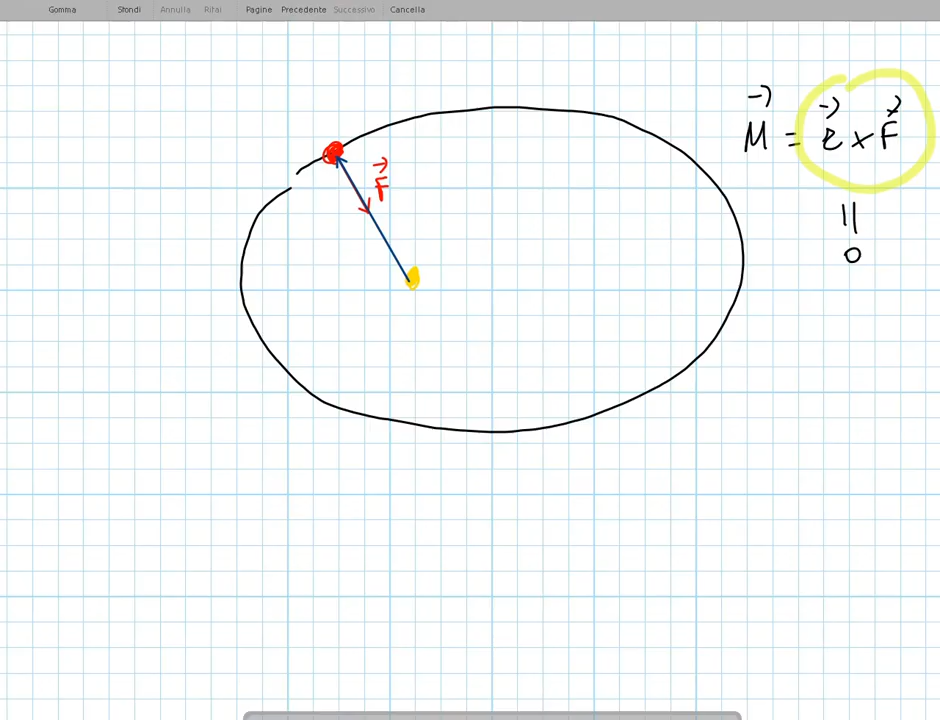 Gomma Sfondi Annulla Rifai Pagine Precedente Successivo Cancella
M⃗ = r⃗ × F⃗
F⃗
||
0